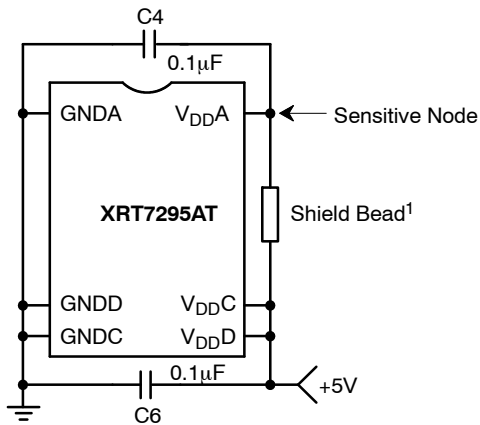 C4
0.1μF
GNDA
VDDA
Sensitive Node
XRT7295AT
Shield Bead1
GNDD
VDDC
GNDC
VDDD
0.1μF
+5V
C6